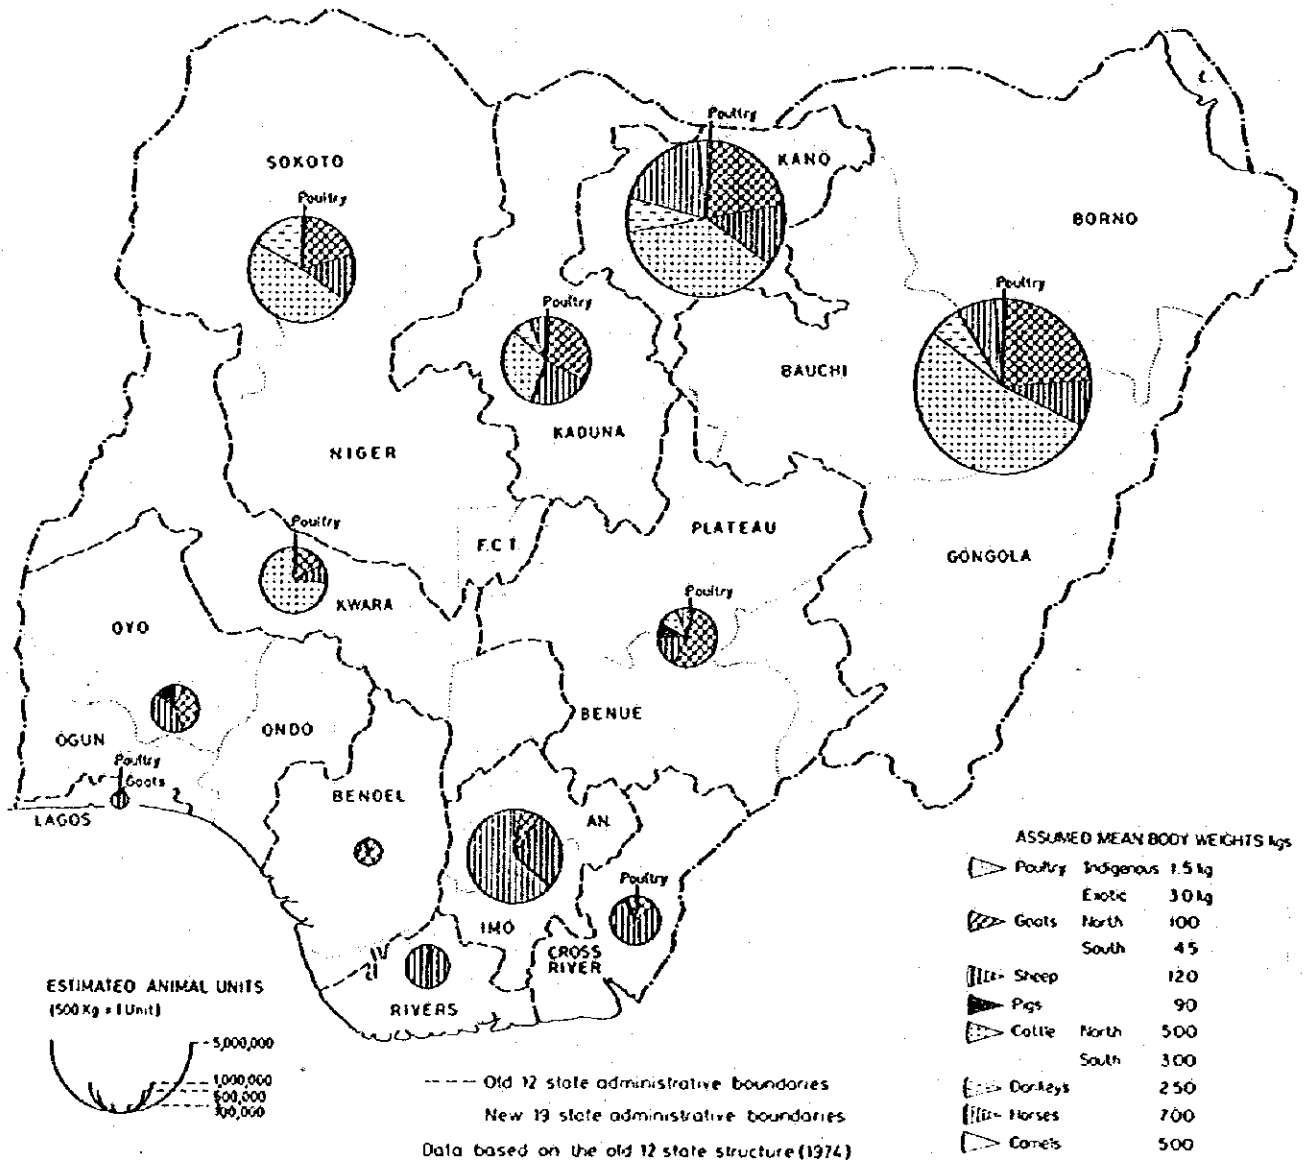 Poultry
SOKOTO
KANO
Poultry
BORNO
Poultry
Poultry
BAUCHI
KADUNA
NIGER
PLATEAU
Poultry
F.C.T.
GONGOLA
KWARA
Poultry
OYO
BENUE
OGUN
ONDO
Poultry
Goats
BENDEL
LAGOS
AN.
Poultry
IMO
CROSS
RIVER
RIVERS
ESTIMATED ANIMAL UNITS
(500 Kg = 1 Unit)
5,000,000
1,000,000
500,000
100,000
ASSUMED MEAN BODY WEIGHTS kgs
Poultry Indigenous 1.5 kg
Exotic 3.0 kg
Goats North 100
South 45
Sheep 120
Pigs 90
Cattle North 500
South 300
Donkeys 250
Horses 700
Camels 500
Old 12 state administrative boundaries
New 19 state administrative boundaries
Data based on the old 12 state structure (1974)